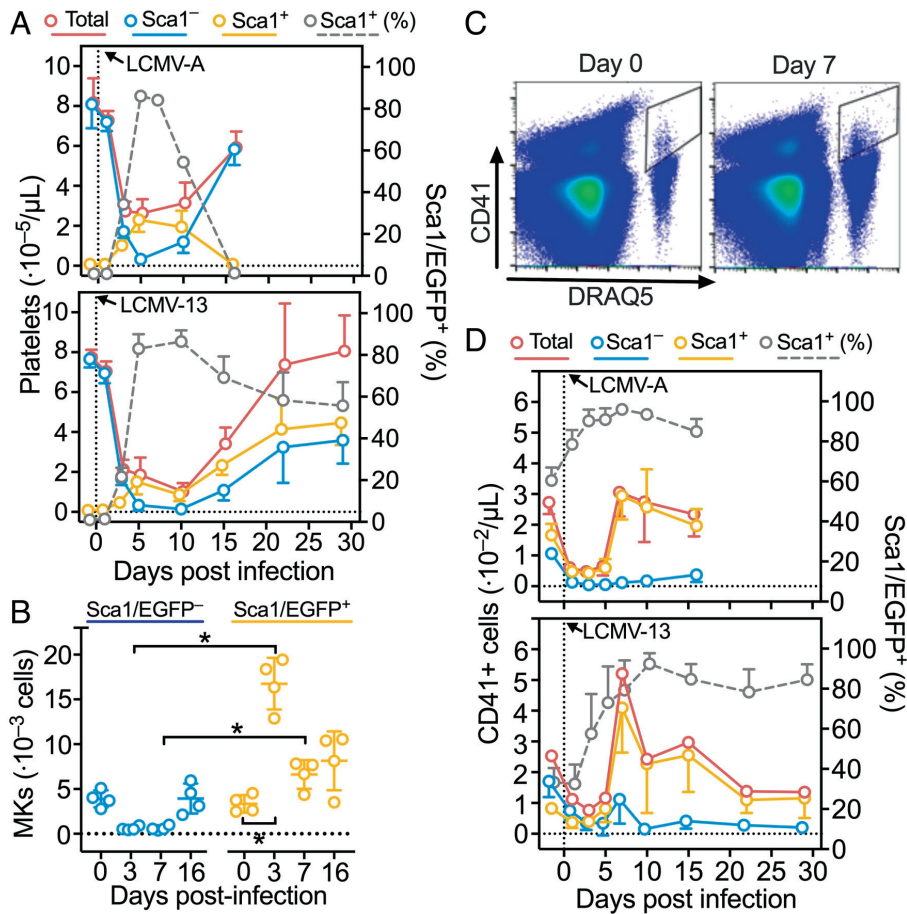 A
Total Sca1⁻ Sca1⁺ Sca1⁺ (%)
LCMV-A
10
8
6
4
2
0
100
80
60
40
20
0
LCMV-13
10
8
6
4
2
0
100
80
60
40
20
0
Platelets (·10⁻⁵/µL)
Sca1/EGFP⁺ (%)
0 5 10 15 20 25 30
Days post infection
B
Sca1/EGFP⁻ Sca1/EGFP⁺
*
*
*
20
15
10
5
0
MKs (·10⁻³ cells)
0 3 7 16 0 3 7 16
Days post-infection
C
Day 0 Day 7
CD41
DRAQ5
D
Total Sca1⁻ Sca1⁺ Sca1⁺ (%)
LCMV-A
6
5
4
3
2
1
0
100
80
60
40
20
0
LCMV-13
6
5
4
3
2
1
0
100
80
60
40
20
0
CD41+ cells (·10⁻²/µL)
Sca1/EGFP⁺ (%)
0 5 10 15 20 25 30
Days post infection